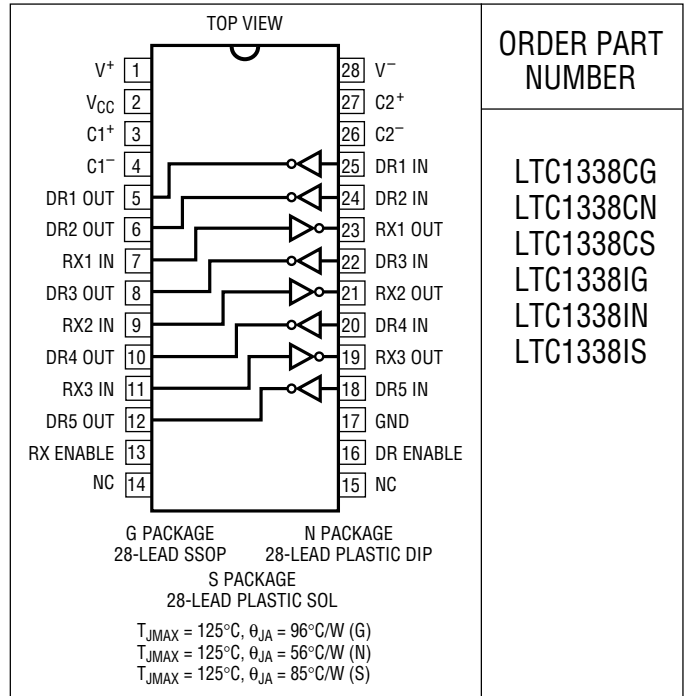 TOP VIEW
V+ 1
VCC 2
C1+ 3
C1– 4
DR1 OUT 5
DR2 OUT 6
RX1 IN 7
DR3 OUT 8
RX2 IN 9
DR4 OUT 10
RX3 IN 11
DR5 OUT 12
RX ENABLE 13
NC 14
28 V–
27 C2+
26 C2–
25 DR1 IN
24 DR2 IN
23 RX1 OUT
22 DR3 IN
21 RX2 OUT
20 DR4 IN
19 RX3 OUT
18 DR5 IN
17 GND
16 DR ENABLE
15 NC
G PACKAGE
28-LEAD SSOP
N PACKAGE
28-LEAD PLASTIC DIP
S PACKAGE
28-LEAD PLASTIC SOL
TJMAX = 125°C, θJA = 96°C/W (G)
TJMAX = 125°C, θJA = 56°C/W (N)
TJMAX = 125°C, θJA = 85°C/W (S)
ORDER PART
NUMBER
LTC1338CG
LTC1338CN
LTC1338CS
LTC1338IG
LTC1338IN
LTC1338IS